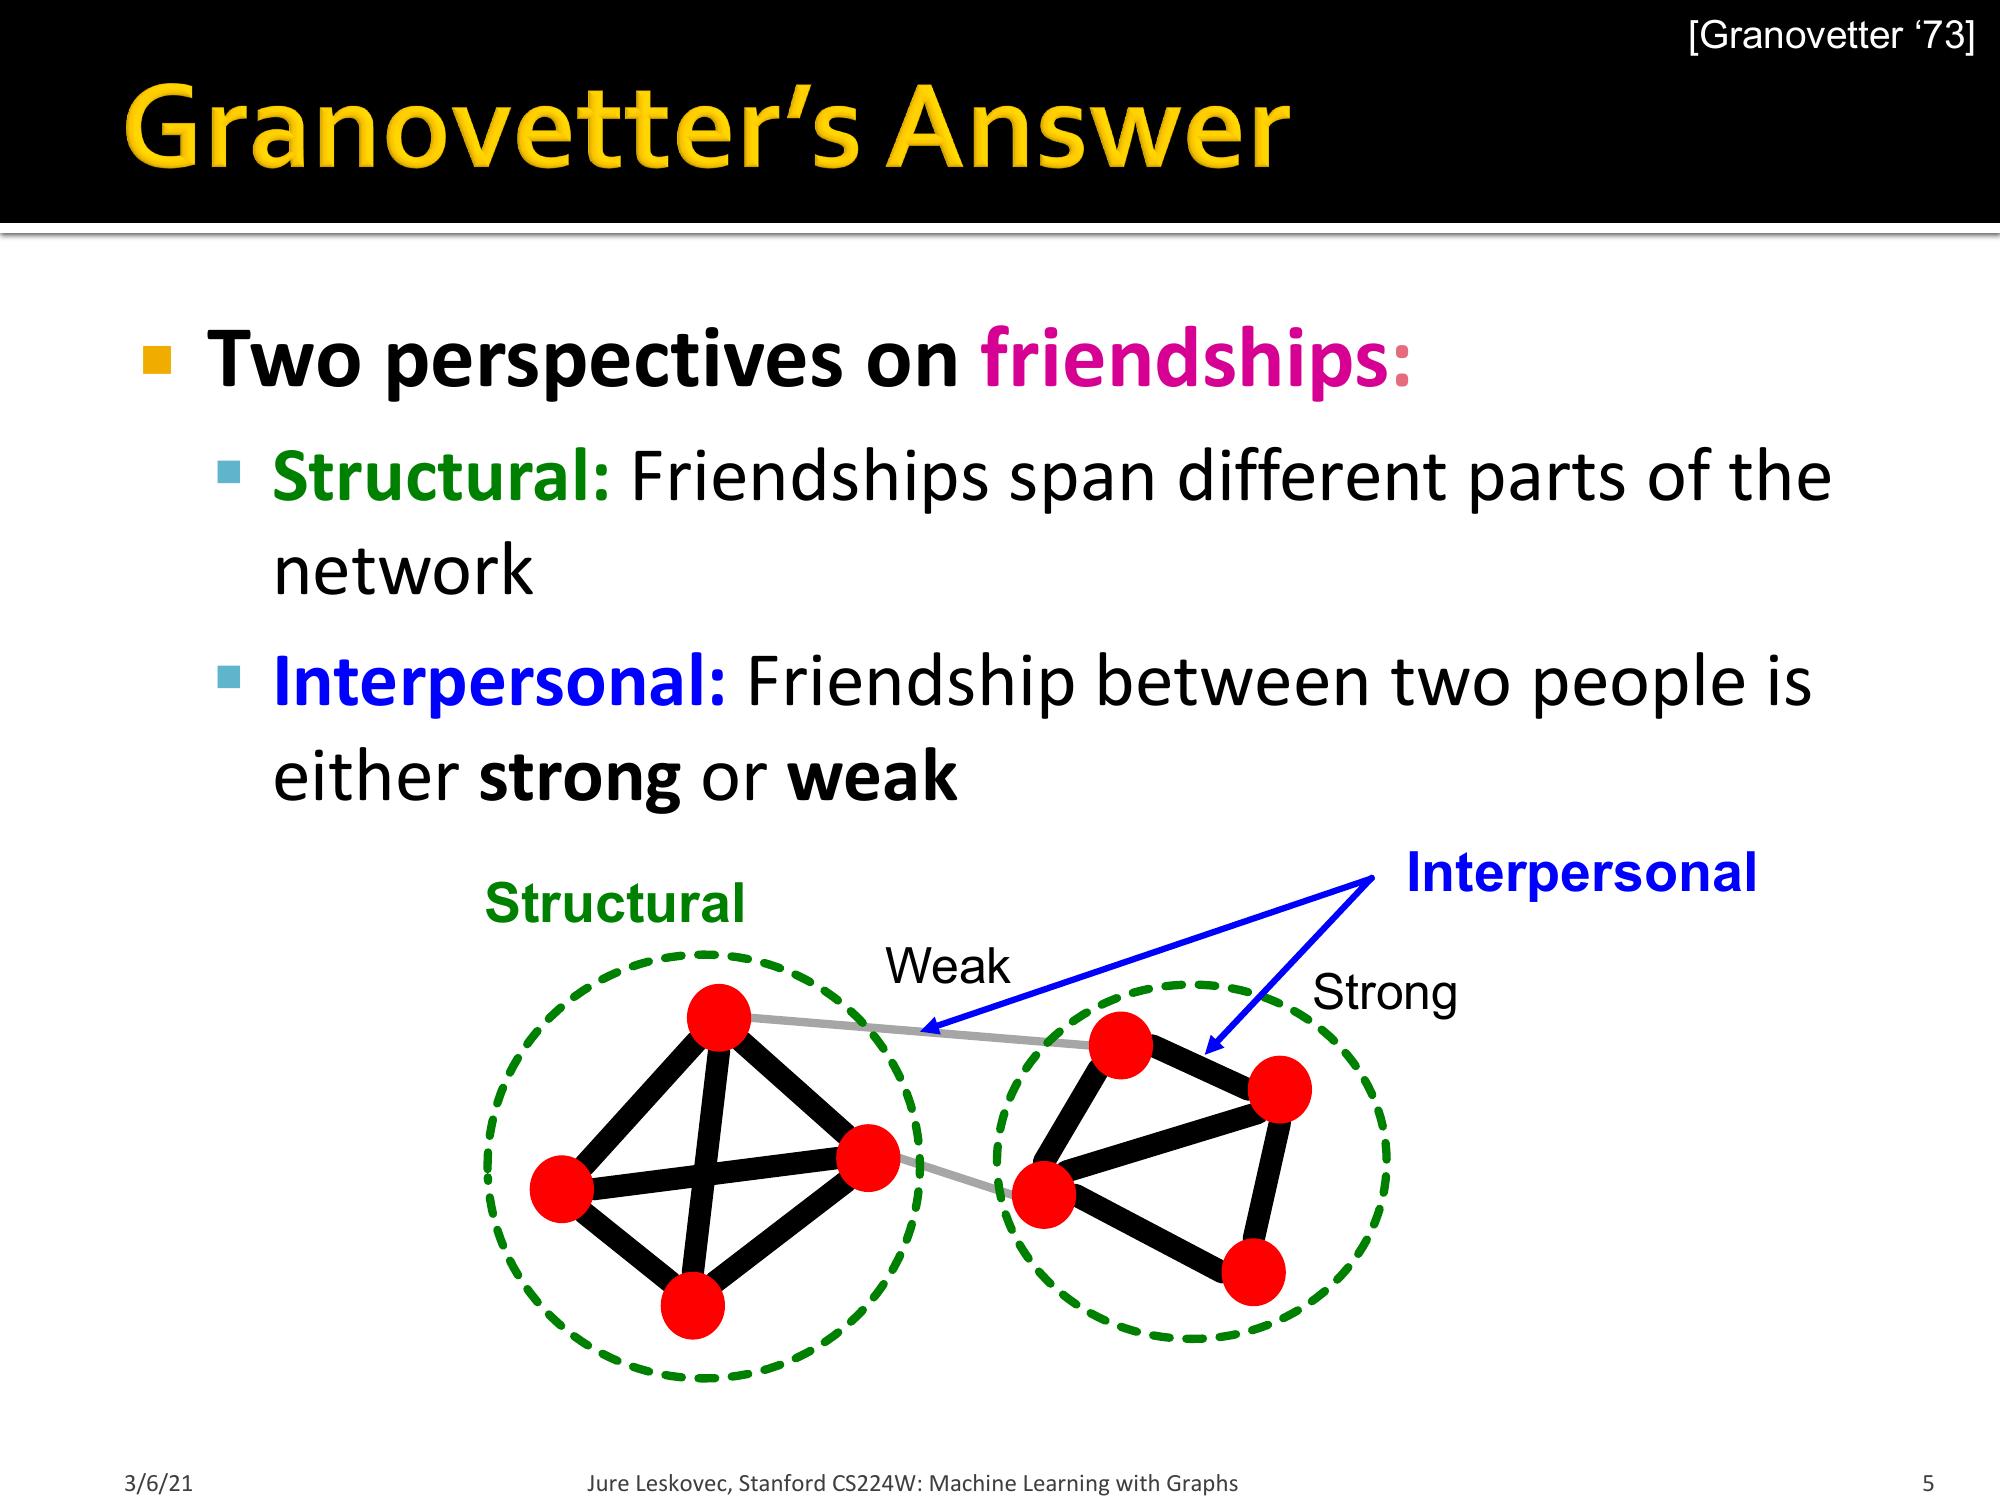 [Granovetter ‘73]
Granovetter’s Answer
Two perspectives on friendships:
Structural: Friendships span different parts of the
network
Interpersonal: Friendship between two people is
either strong or weak
Interpersonal
Structural
Weak
Strong
3/6/21
Jure Leskovec, Stanford CS224W: Machine Learning with Graphs
5